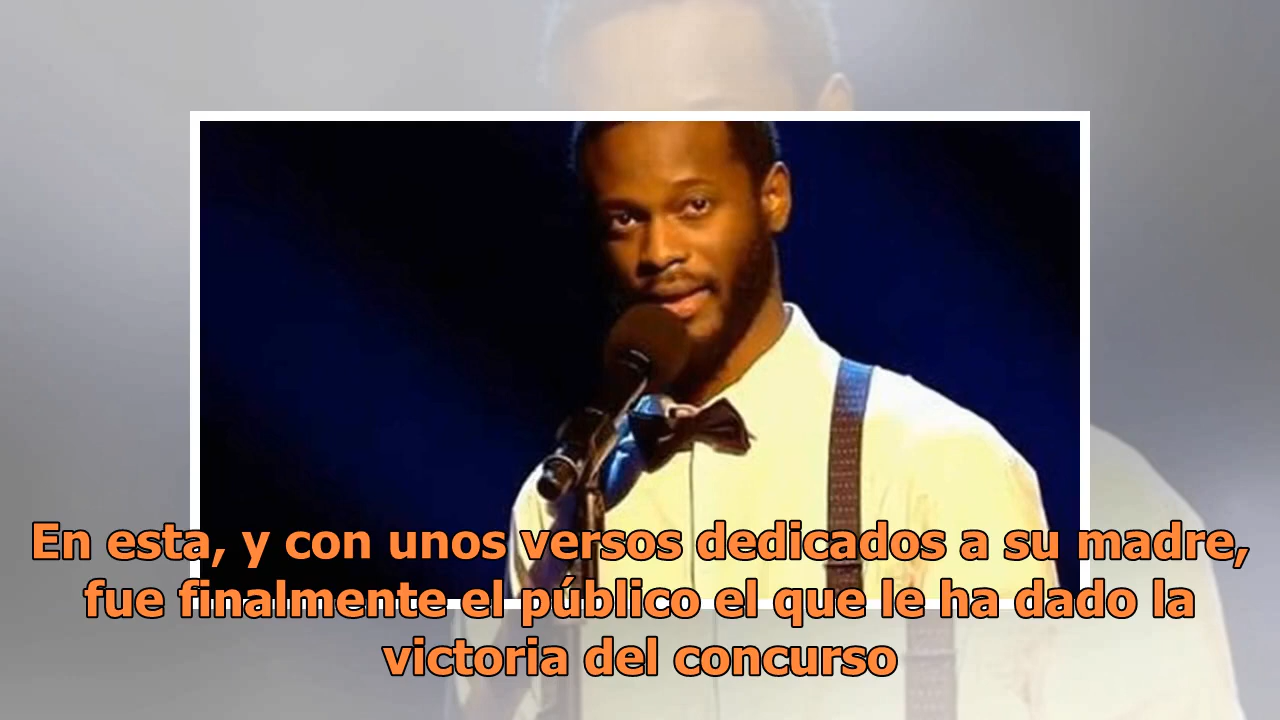 En esta, y con unos versos dedicados a su madre,
fue finalmente el público el que le ha dado la
victoria del concurso